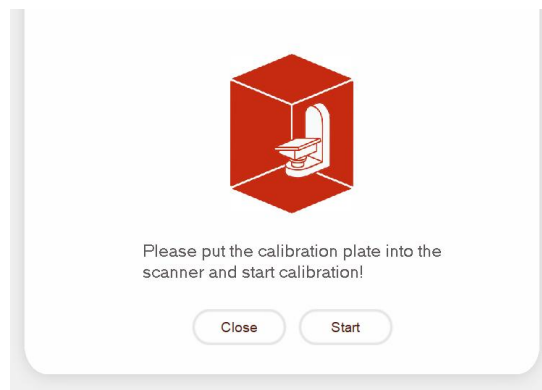 Please put the calibration plate into the
scanner and start calibration!
Close
Start